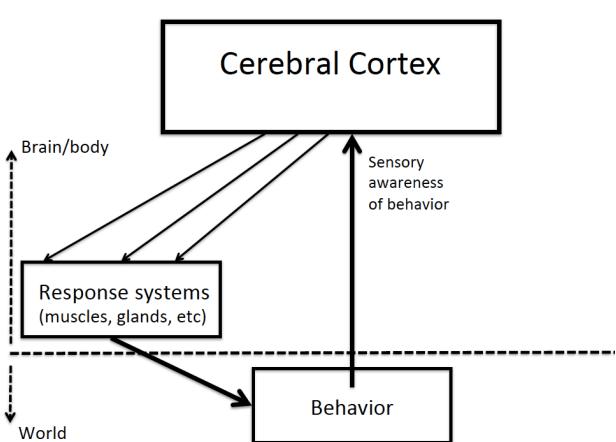 Cerebral Cortex
Brain/body
Sensory
awareness
of behavior
Response systems
(muscles, glands, etc)
Behavior
World